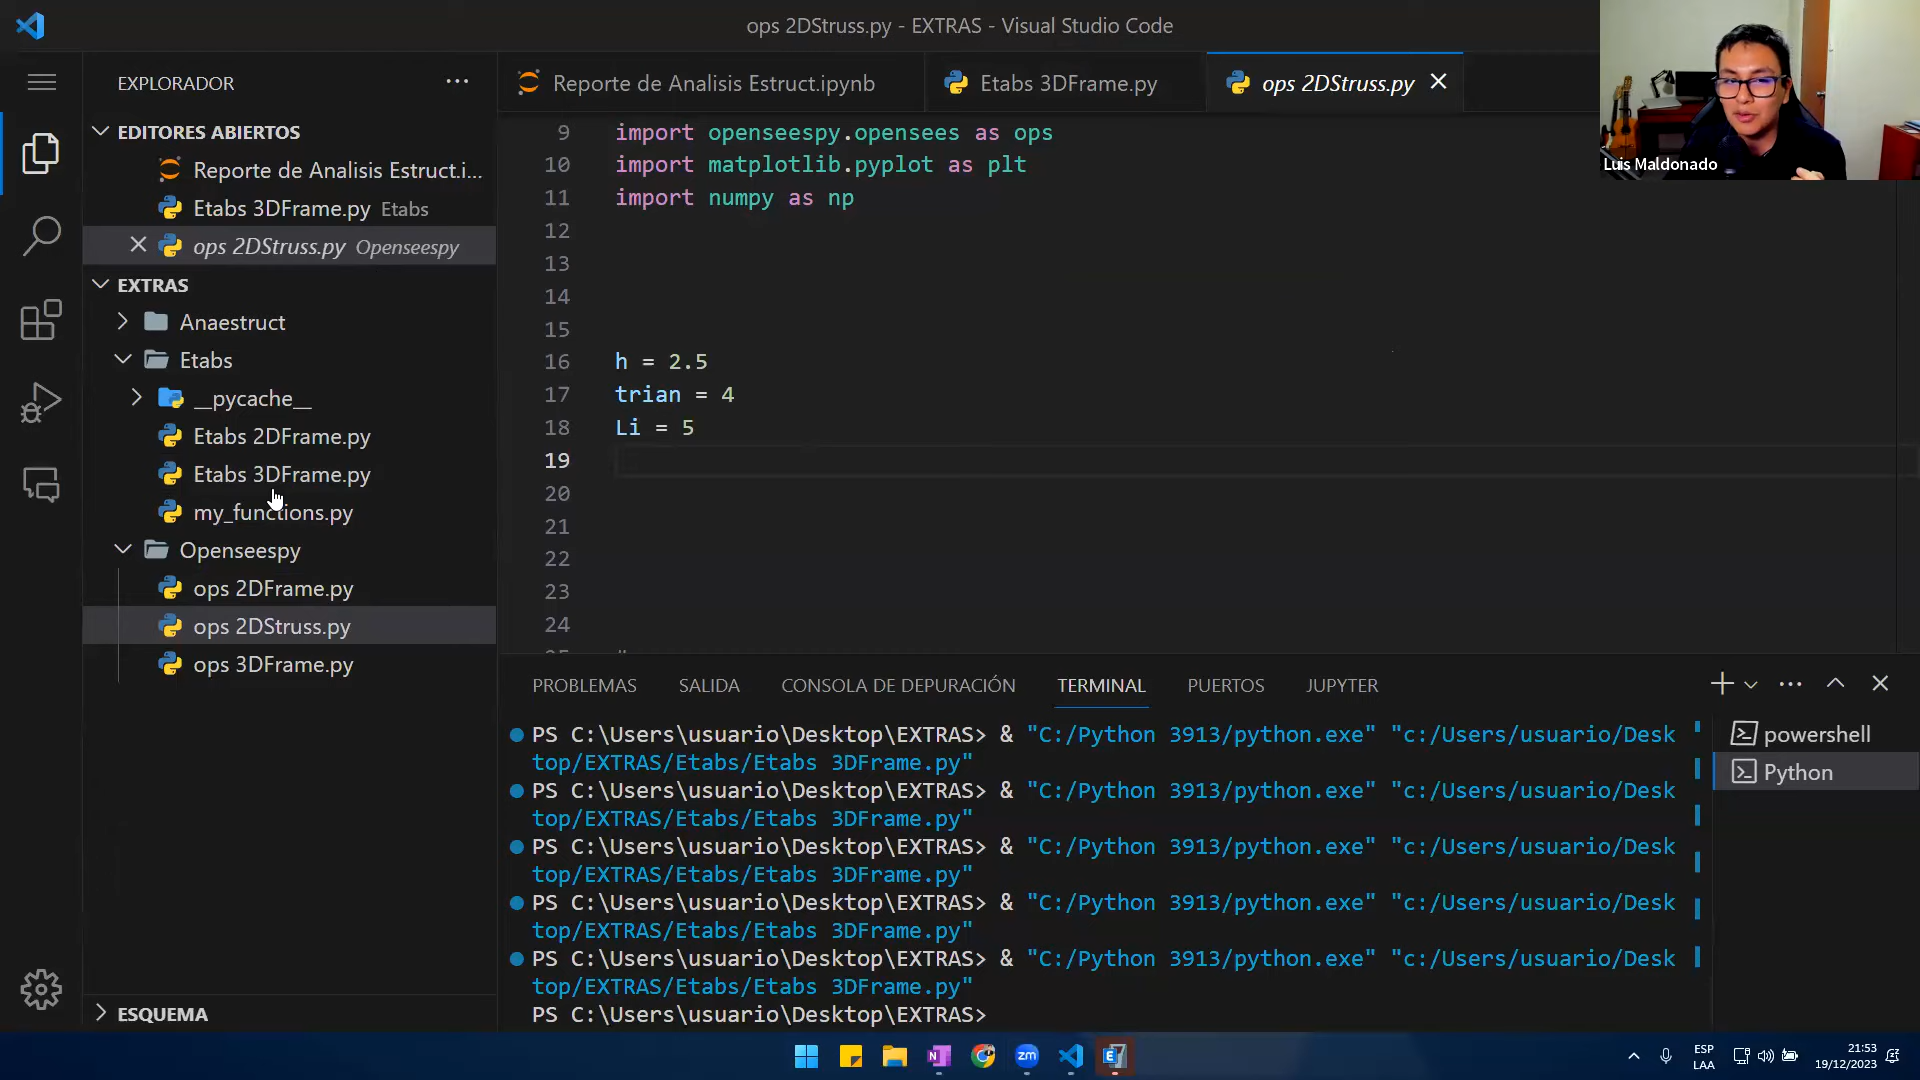 ops 2DStruss.py - EXTRAS - Visual Studio Code
EXPLORADOR
EDITORES ABIERTOS
Reporte de Analisis Estruct.i...
Etabs 3DFrame.py Etabs
ops 2DStruss.py Openseespy
EXTRAS
Anaestruct
Etabs
__pycache__
Etabs 2DFrame.py
Etabs 3DFrame.py
my_functions.py
Openseespy
ops 2DFrame.py
ops 2DStruss.py
ops 3DFrame.py
ESQUEMA
Reporte de Analisis Estruct.ipynb
Etabs 3DFrame.py
ops 2DStruss.py
9 import openseespy.opensees as ops
10 import matplotlib.pyplot as plt
11 import numpy as np
12
13
14
15
16 h = 2.5
17 trian = 4
18 Li = 5
19
20
21
22
23
24
Luis Maldonado
PROBLEMAS SALIDA CONSOLA DE DEPURACIÓN TERMINAL PUERTOS JUPYTER
PS C:\Users\usuario\Desktop\EXTRAS> & "C:/Python 3913/python.exe" "c:/Users/usuario/Desk
top/EXTRAS/Etabs/Etabs 3DFrame.py"
PS C:\Users\usuario\Desktop\EXTRAS> & "C:/Python 3913/python.exe" "c:/Users/usuario/Desk
top/EXTRAS/Etabs/Etabs 3DFrame.py"
PS C:\Users\usuario\Desktop\EXTRAS> & "C:/Python 3913/python.exe" "c:/Users/usuario/Desk
top/EXTRAS/Etabs/Etabs 3DFrame.py"
PS C:\Users\usuario\Desktop\EXTRAS> & "C:/Python 3913/python.exe" "c:/Users/usuario/Desk
top/EXTRAS/Etabs/Etabs 3DFrame.py"
PS C:\Users\usuario\Desktop\EXTRAS> & "C:/Python 3913/python.exe" "c:/Users/usuario/Desk
top/EXTRAS/Etabs/Etabs 3DFrame.py"
PS C:\Users\usuario\Desktop\EXTRAS>
powershell
Python
zm
ESP
LAA
21:53
19/12/2023